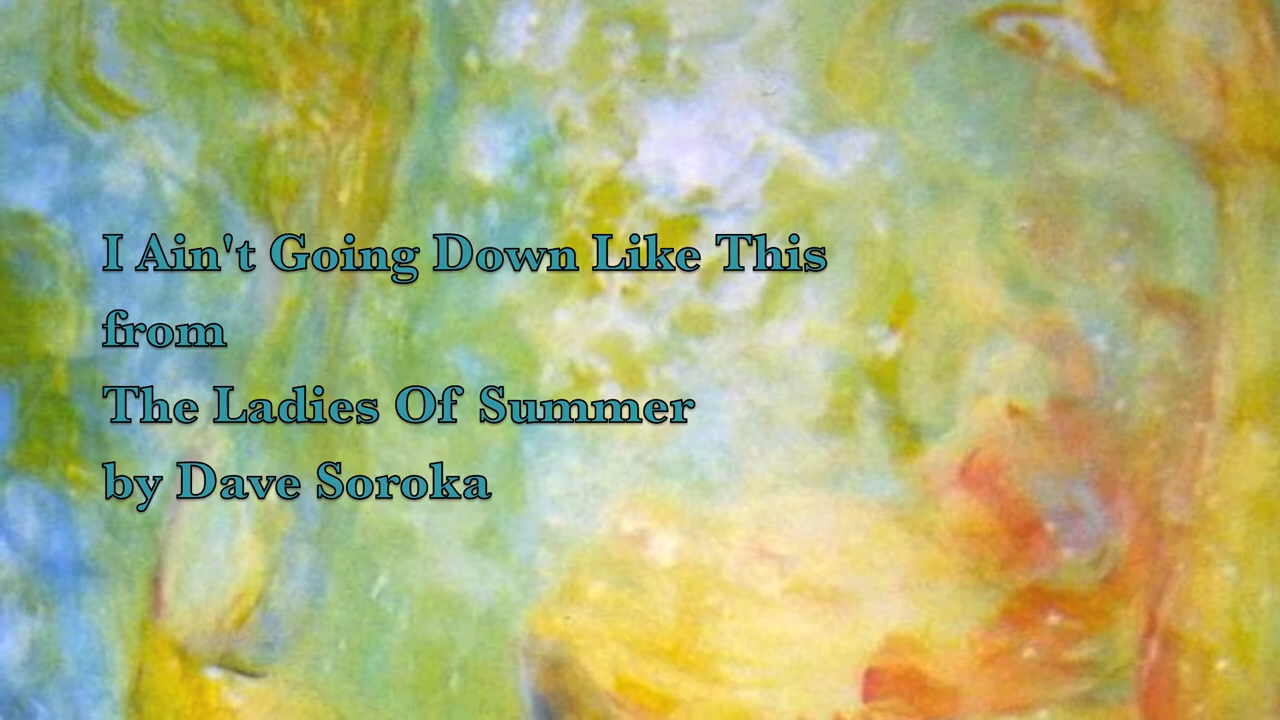 I Ain't Going Down Like This
from
The Ladies Of Summer
by Dave Soroka